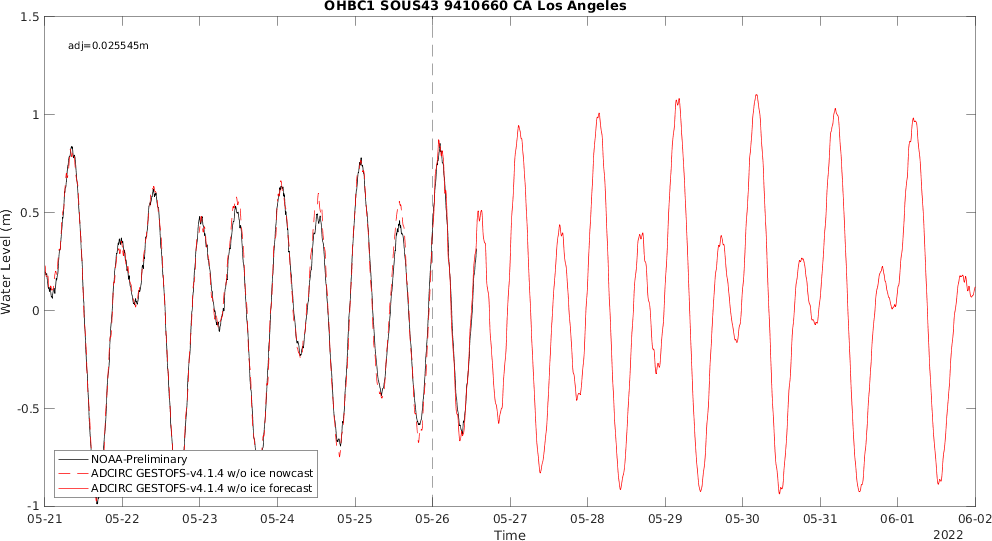 OHBC1 SOUS43 9410660 CA Los Angeles
adj=0.025545m
Water Level (m)
1.5
1
0.5
0
-0.5
-1
NOAA-Preliminary
ADCIRC GESTOFS-v4.1.4 w/o ice nowcast
ADCIRC GESTOFS-v4.1.4 w/o ice forecast
05-21 05-22 05-23 05-24 05-25 05-26 05-27 05-28 05-29 05-30 05-31 06-01 06-02
Time
2022